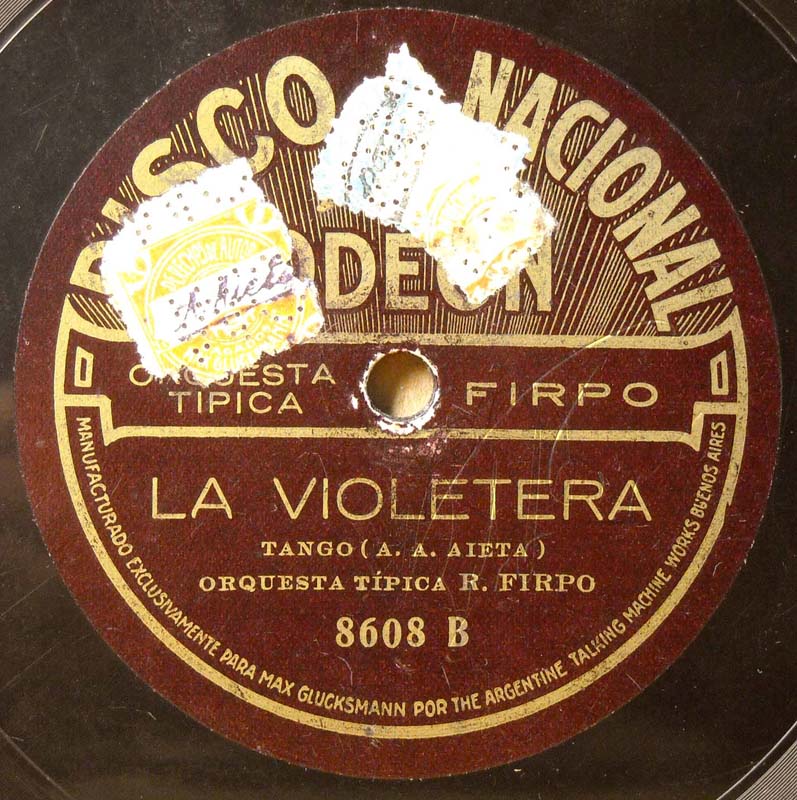 DISCO NACIONAL
ODEON
ORQUESTA TIPICA FIRPO
LA VIOLETERA
TANGO (A. A. AIETA)
ORQUESTA TÍPICA R. FIRPO
8608 B
MANUFACTURADO EXCLUSIVAMENTE PARA MAX GLUCKSMANN POR THE ARGENTINE TALKING MACHINE WORKS BUENOS AIRES